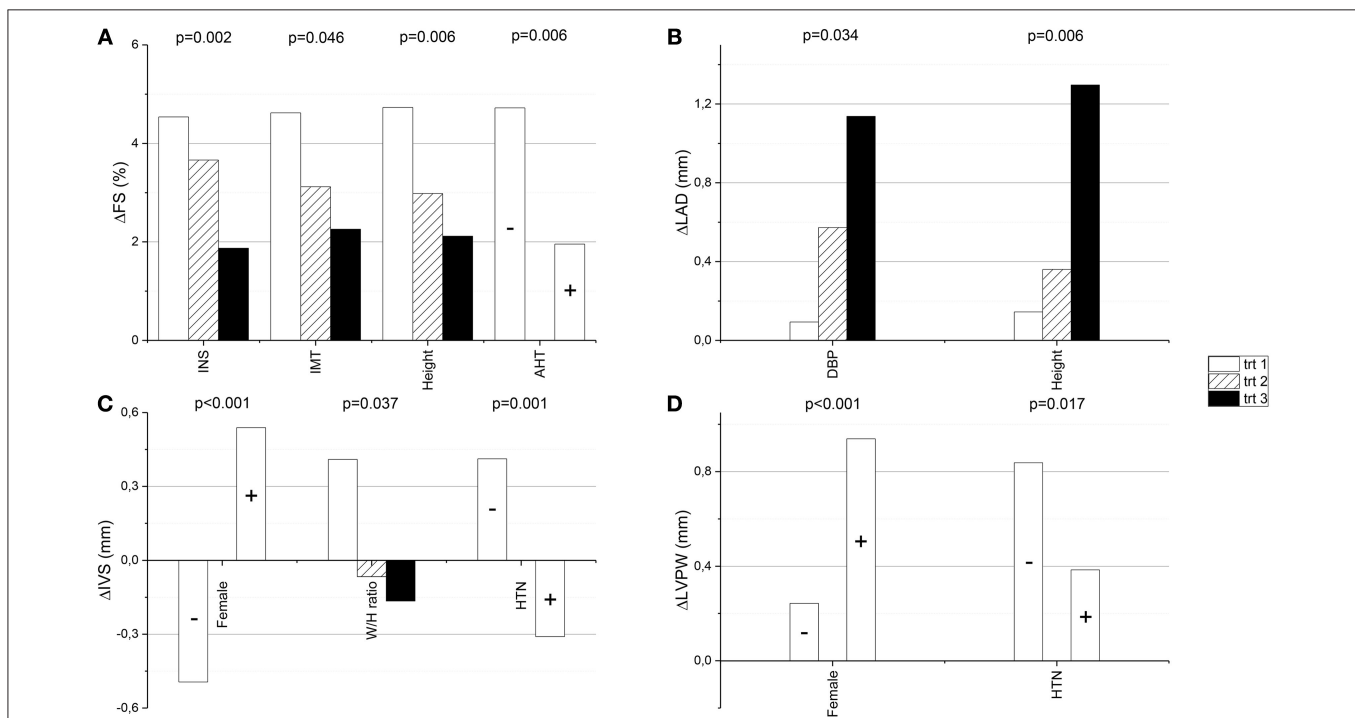 A
p=0.002 p=0.046 p=0.006 p=0.006
ΔFS (%)
6
4
2
0
-
+
INS IMT Height AHT
B
p=0.034 p=0.006
ΔLAD (mm)
1,2
0,8
0,4
0,0
DBP Height
trt 1
trt 2
trt 3
C
p<0.001 p=0.037 p=0.001
ΔIVS (mm)
0,6
0,3
0,0
-0,3
-0,6
+
-
-
+
Female W/H ratio HTN
D
p<0.001 p=0.017
ΔLVPW (mm)
0,8
0,4
0,0
-
+
-
+
Female HTN